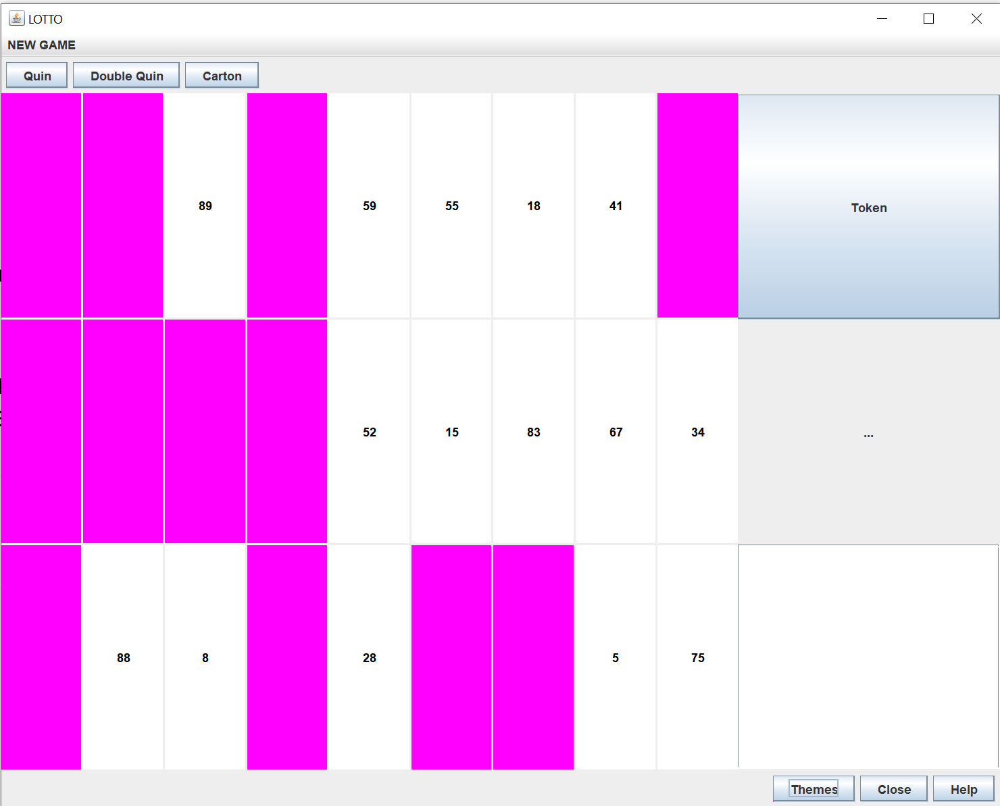 LOTTO
NEW GAME
Quin Double Quin Carton
89 59 55 18 41 Token
52 15 83 67 34 ...
88 8 28 5 75
Themes Close Help